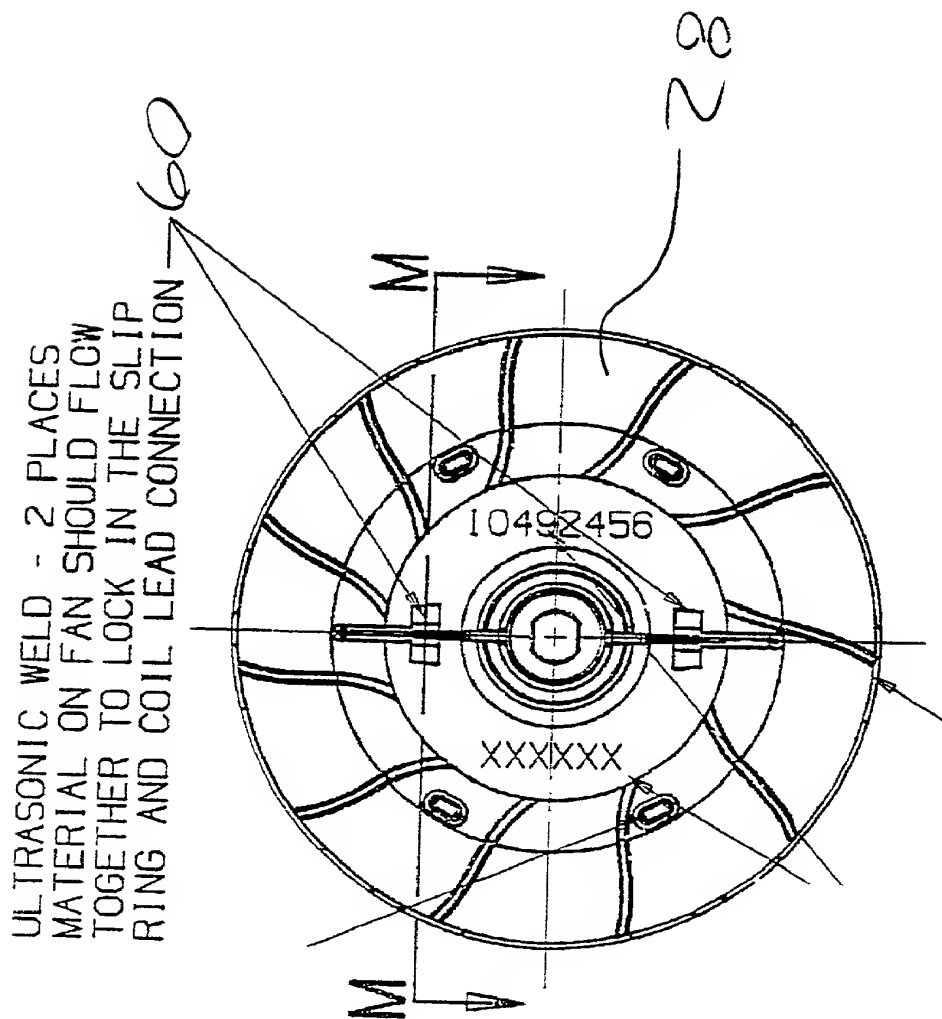 ULTRASONIC WELD - 2 PLACES
MATERIAL ON FAN SHOULD FLOW
TOGETHER TO LOCK IN THE SLIP
RING AND COIL LEAD CONNECTION
60
M
M
28
10492456
XXXXXX